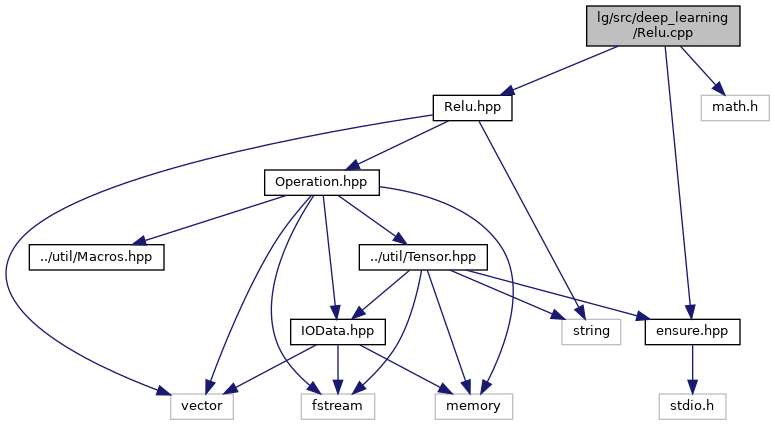 lg/src/deep_learning
/Relu.cpp
Relu.hpp
math.h
Operation.hpp
../util/Macros.hpp
../util/Tensor.hpp
IOData.hpp
string
ensure.hpp
vector
fstream
memory
stdio.h